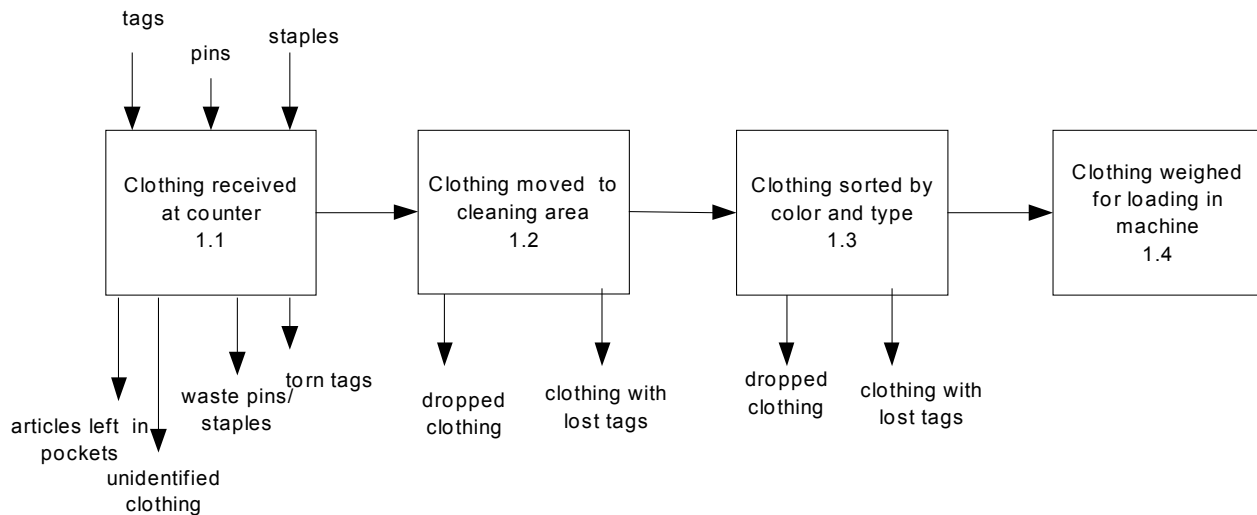 tags
pins
staples
Clothing received
at counter
1.1
Clothing moved to
cleaning area
1.2
Clothing sorted by
color and type
1.3
Clothing weighed
for loading in
machine
1.4
articles left in
pockets
unidentified
clothing
waste pins/
staples
torn tags
dropped
clothing
clothing with
lost tags
dropped
clothing
clothing with
lost tags